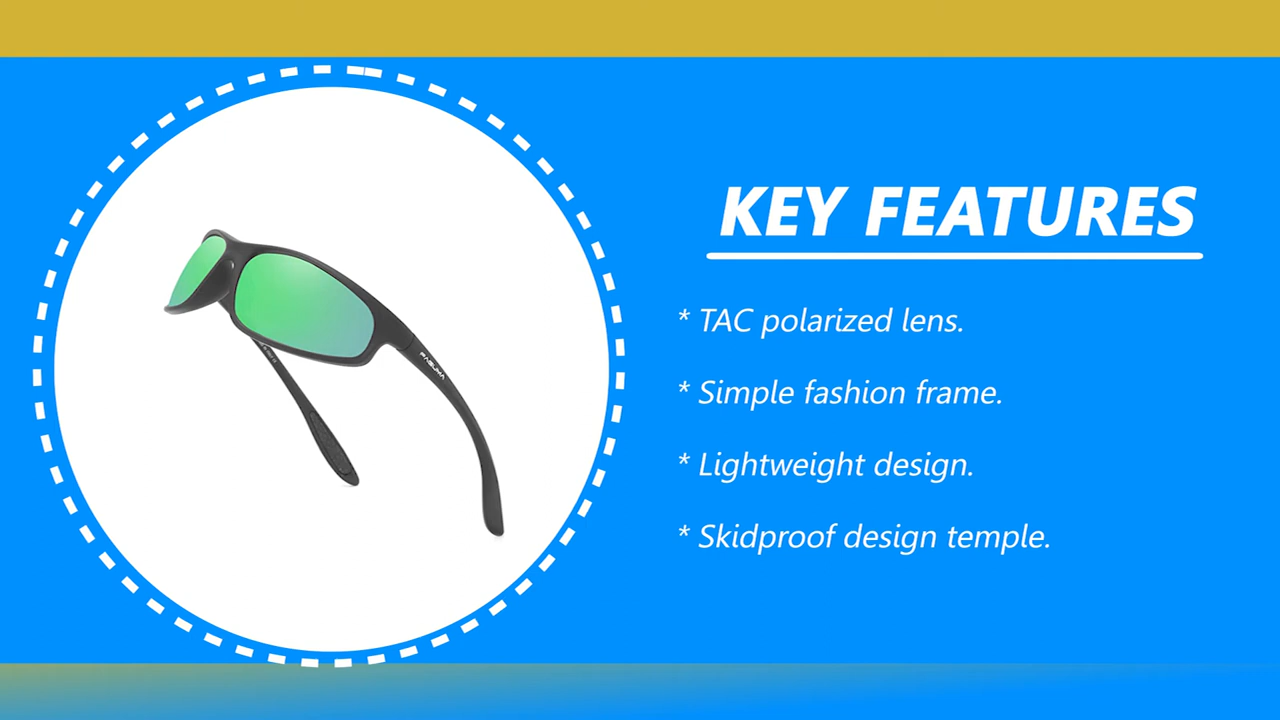 KEY FEATURES
* TAC polarized lens.
* Simple fashion frame.
* Lightweight design.
* Skidproof design temple.